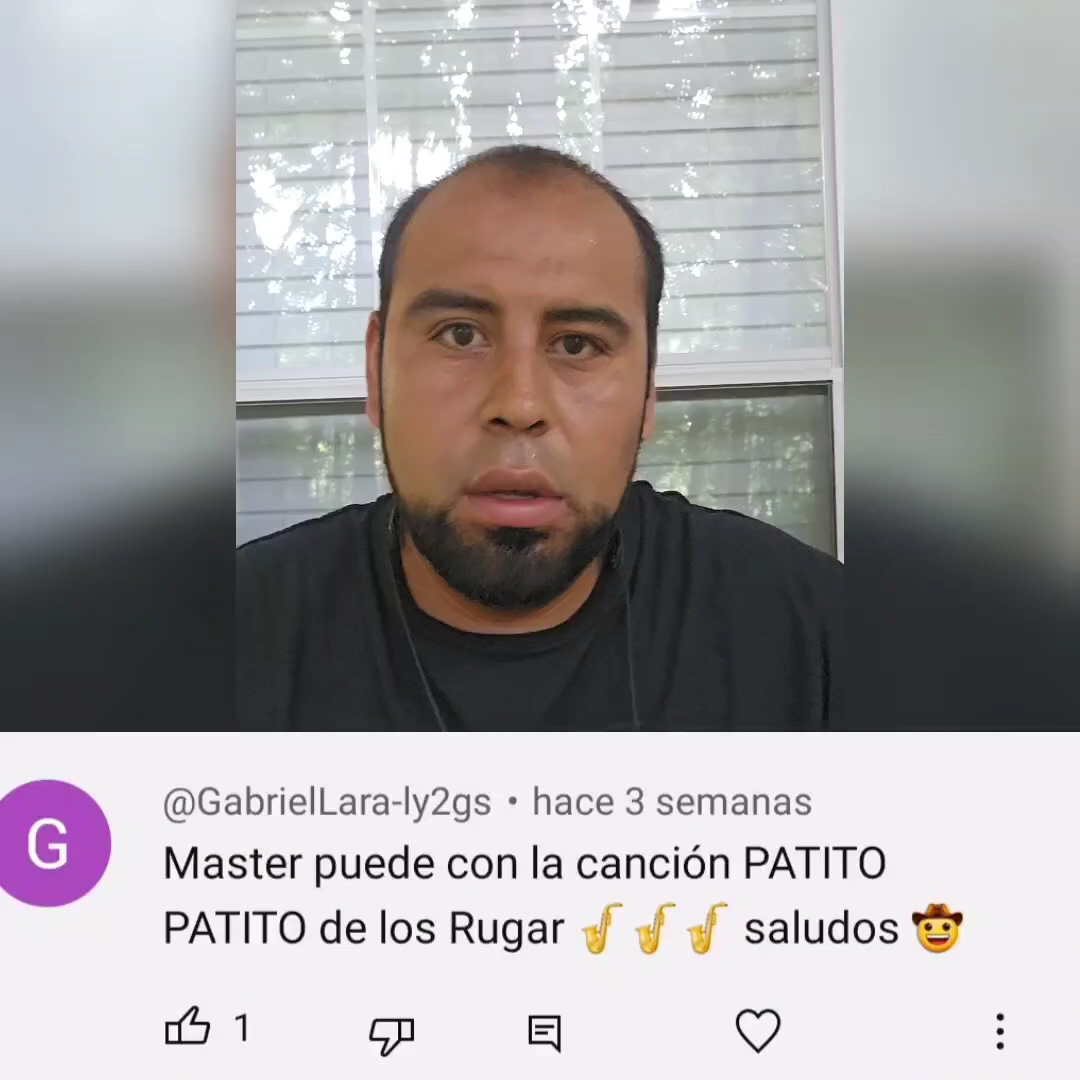 @GabrielLara-ly2gs • hace 3 semanas
G
Master puede con la canción PATITO
PATITO de los Rugar 🎷🎷🎷 saludos 🤠
1